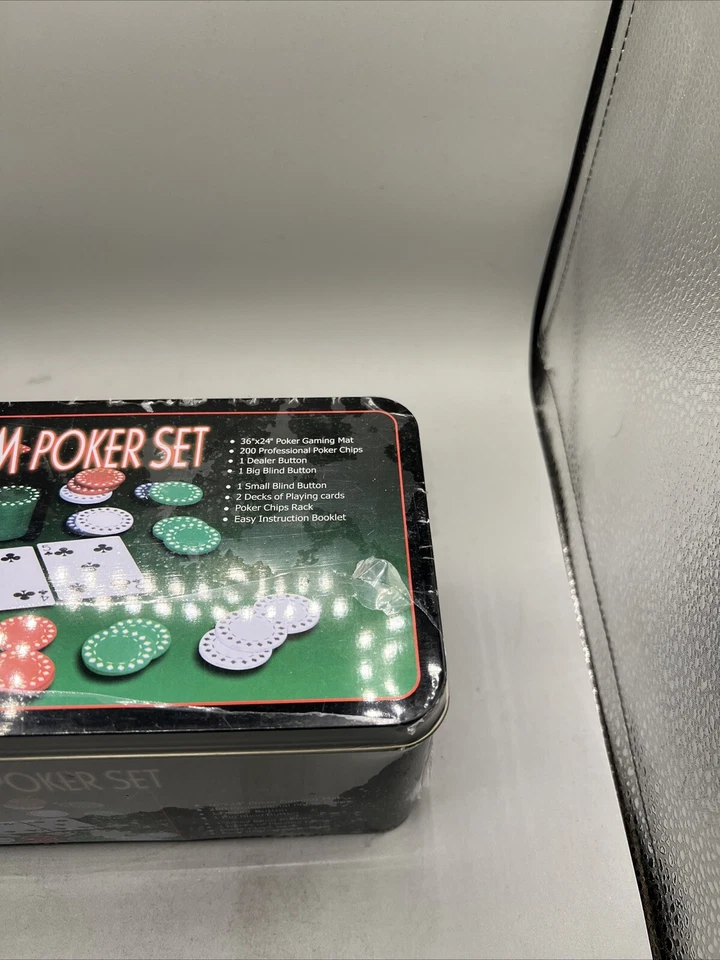 M POKER SET
• 36"x24" Poker Gaming Mat
• 200 Professional Poker Chips
• 1 Dealer Button
• 1 Big Blind Button
• 1 Small Blind Button
• 2 Decks of Playing cards
• Poker Chips Rack
• Easy Instruction Booklet
POKER SET